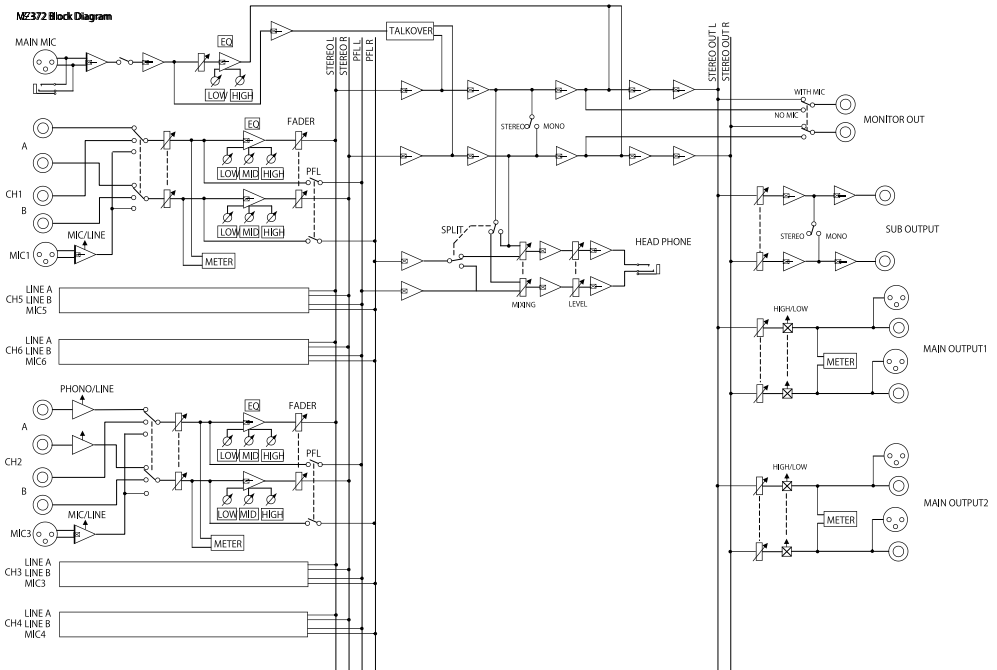 MZ372 Block Diagram
MAIN MIC
EQ
LOW HIGH
TALKOVER
STEREO L
STEREO R
PFL L
PFL R
STEREO OUT L
STEREO OUT R
WITH MIC
NO MIC
MONITOR OUT
STEREO MONO
A
CH1
B
MIC1
MIC/LINE
EQ
LOW MID HIGH
FADER
PFL
LOW MID HIGH
METER
SPLIT
MIXING
LEVEL
HEAD PHONE
STEREO MONO
SUB OUTPUT
LINE A
CH5 LINE B
MIC5
LINE A
CH6 LINE B
MIC6
HIGH/LOW
METER
MAIN OUTPUT1
PHONO/LINE
A
CH2
B
MIC3
MIC/LINE
EQ
LOW MID HIGH
FADER
PFL
LOW MID HIGH
METER
HIGH/LOW
METER
MAIN OUTPUT2
LINE A
CH3 LINE B
MIC3
LINE A
CH4 LINE B
MIC4